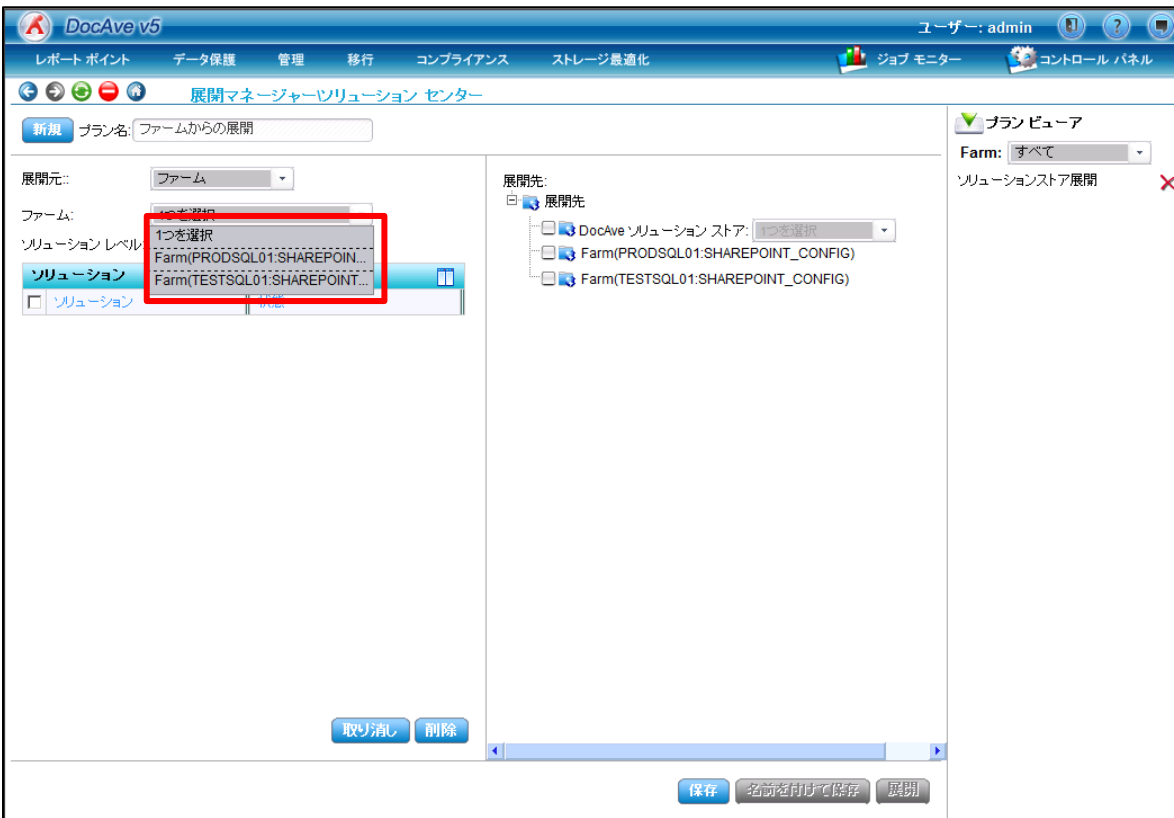 DocAve v5
ユーザー: admin
レポート ポイント データ保護 管理 移行 コンプライアンス ストレージ最適化 ジョブ モニター コントロール パネル
展開マネージャー\ソリューション センター
新規 プラン名: ファームからの展開
プラン ビューア
Farm: すべて
ソリューションストア展開
展開元:: ファーム
ファーム: 1つを選択
1つを選択
Farm(PRODSQL01:SHAREPOIN...
Farm(TESTSQL01:SHAREPOINT...
ソリューション レベル
ソリューション
ソリューション 状態
展開先:
展開先
DocAve ソリューション ストア: 1つを選択
Farm(PRODSQL01:SHAREPOINT_CONFIG)
Farm(TESTSQL01:SHAREPOINT_CONFIG)
取り消し 削除
保存 名前を付けて保存 展開